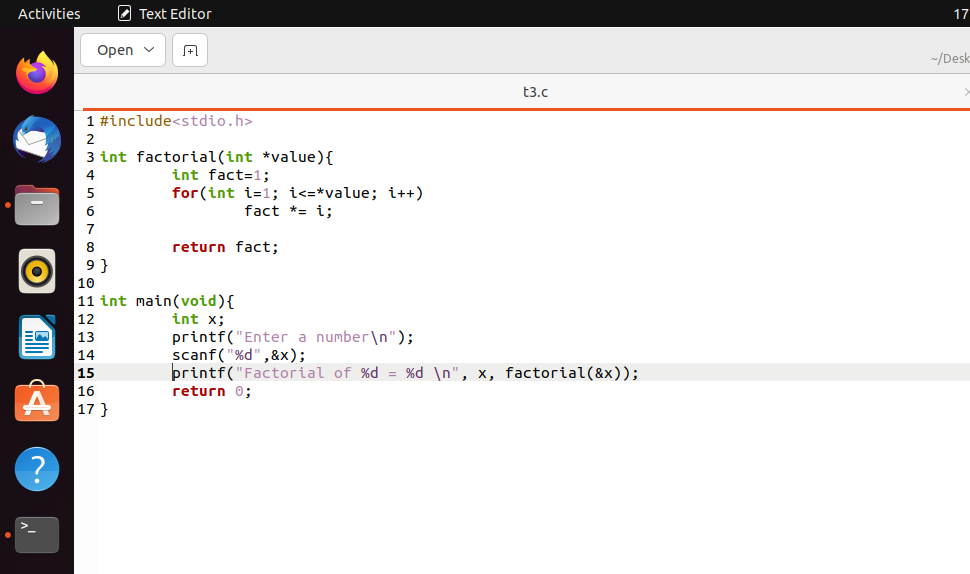 Activities Text Editor 17
Open
~/Desk
t3.c
1 #include<stdio.h>
2
3 int factorial(int *value){
4         int fact=1;
5         for(int i=1; i<=*value; i++)
6                 fact *= i;
7
8         return fact;
9 }
10
11 int main(void){
12         int x;
13         printf("Enter a number\n");
14         scanf("%d",&x);
15         printf("Factorial of %d = %d \n", x, factorial(&x));
16         return 0;
17 }